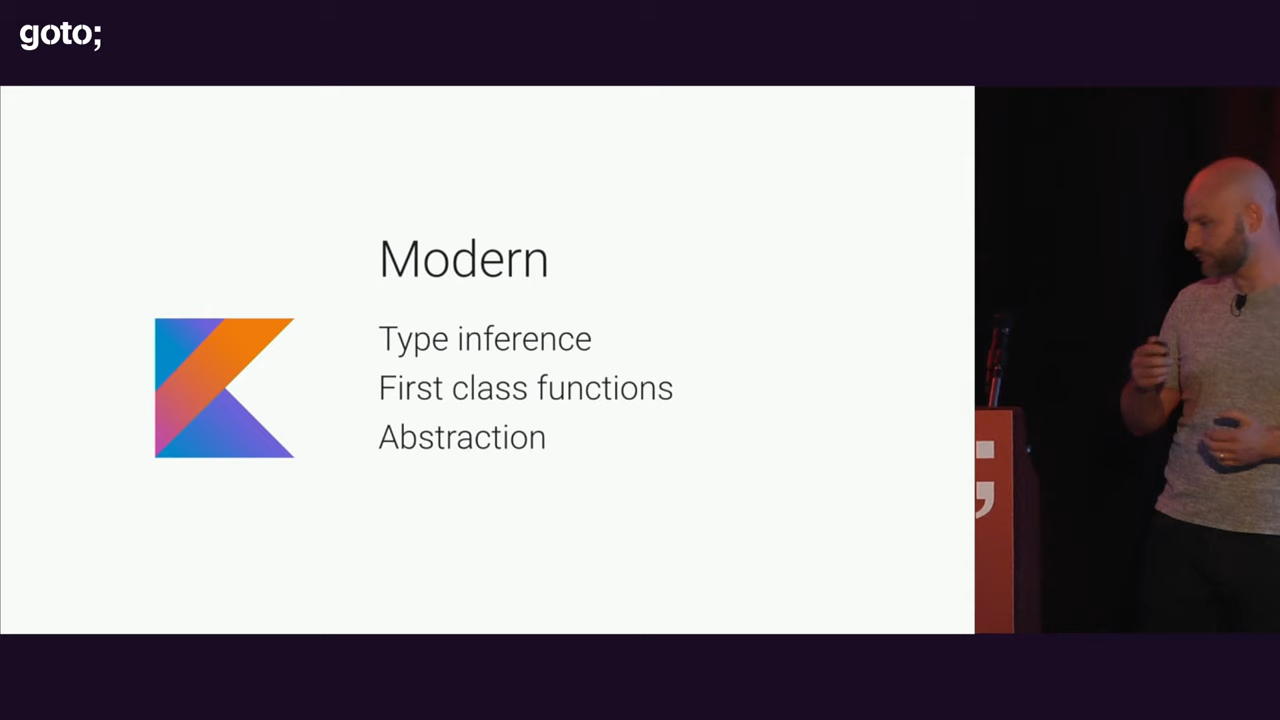 goto;
Modern
Type inference
First class functions
Abstraction